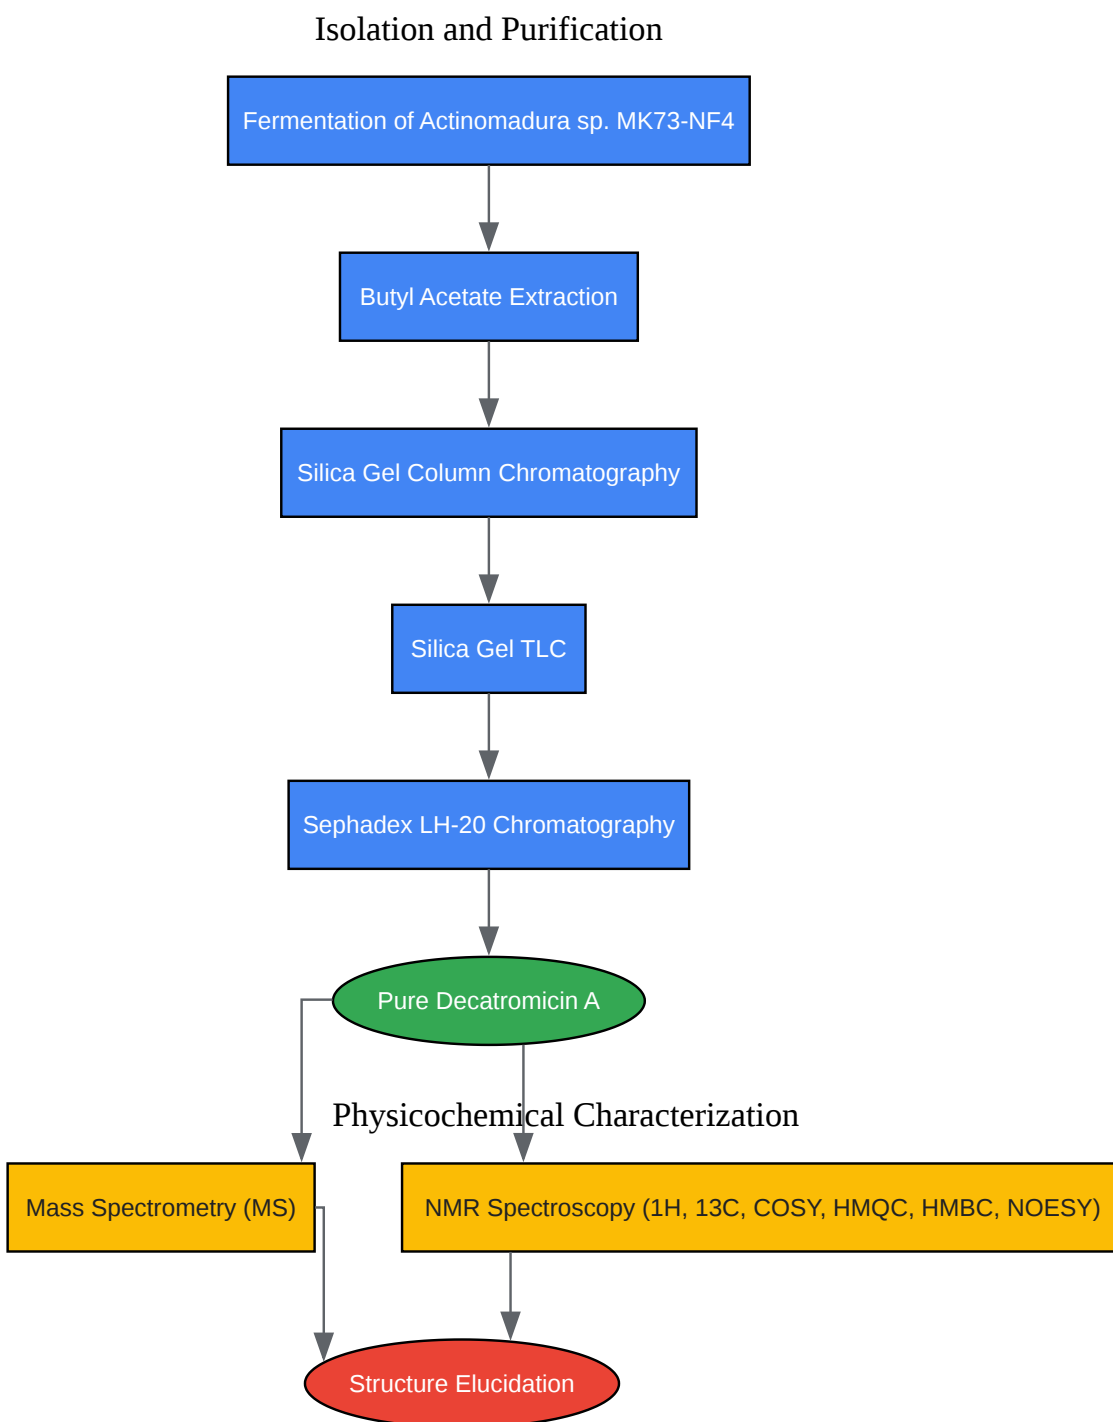 Isolation and Purification
Fermentation of Actinomadura sp. MK73-NF4
Butyl Acetate Extraction
Silica Gel Column Chromatography
Silica Gel TLC
Sephadex LH-20 Chromatography
Pure Decatromicin A
Physicochemical Characterization
Mass Spectrometry (MS)
NMR Spectroscopy (1H, 13C, COSY, HMQC, HMBC, NOESY)
Structure Elucidation